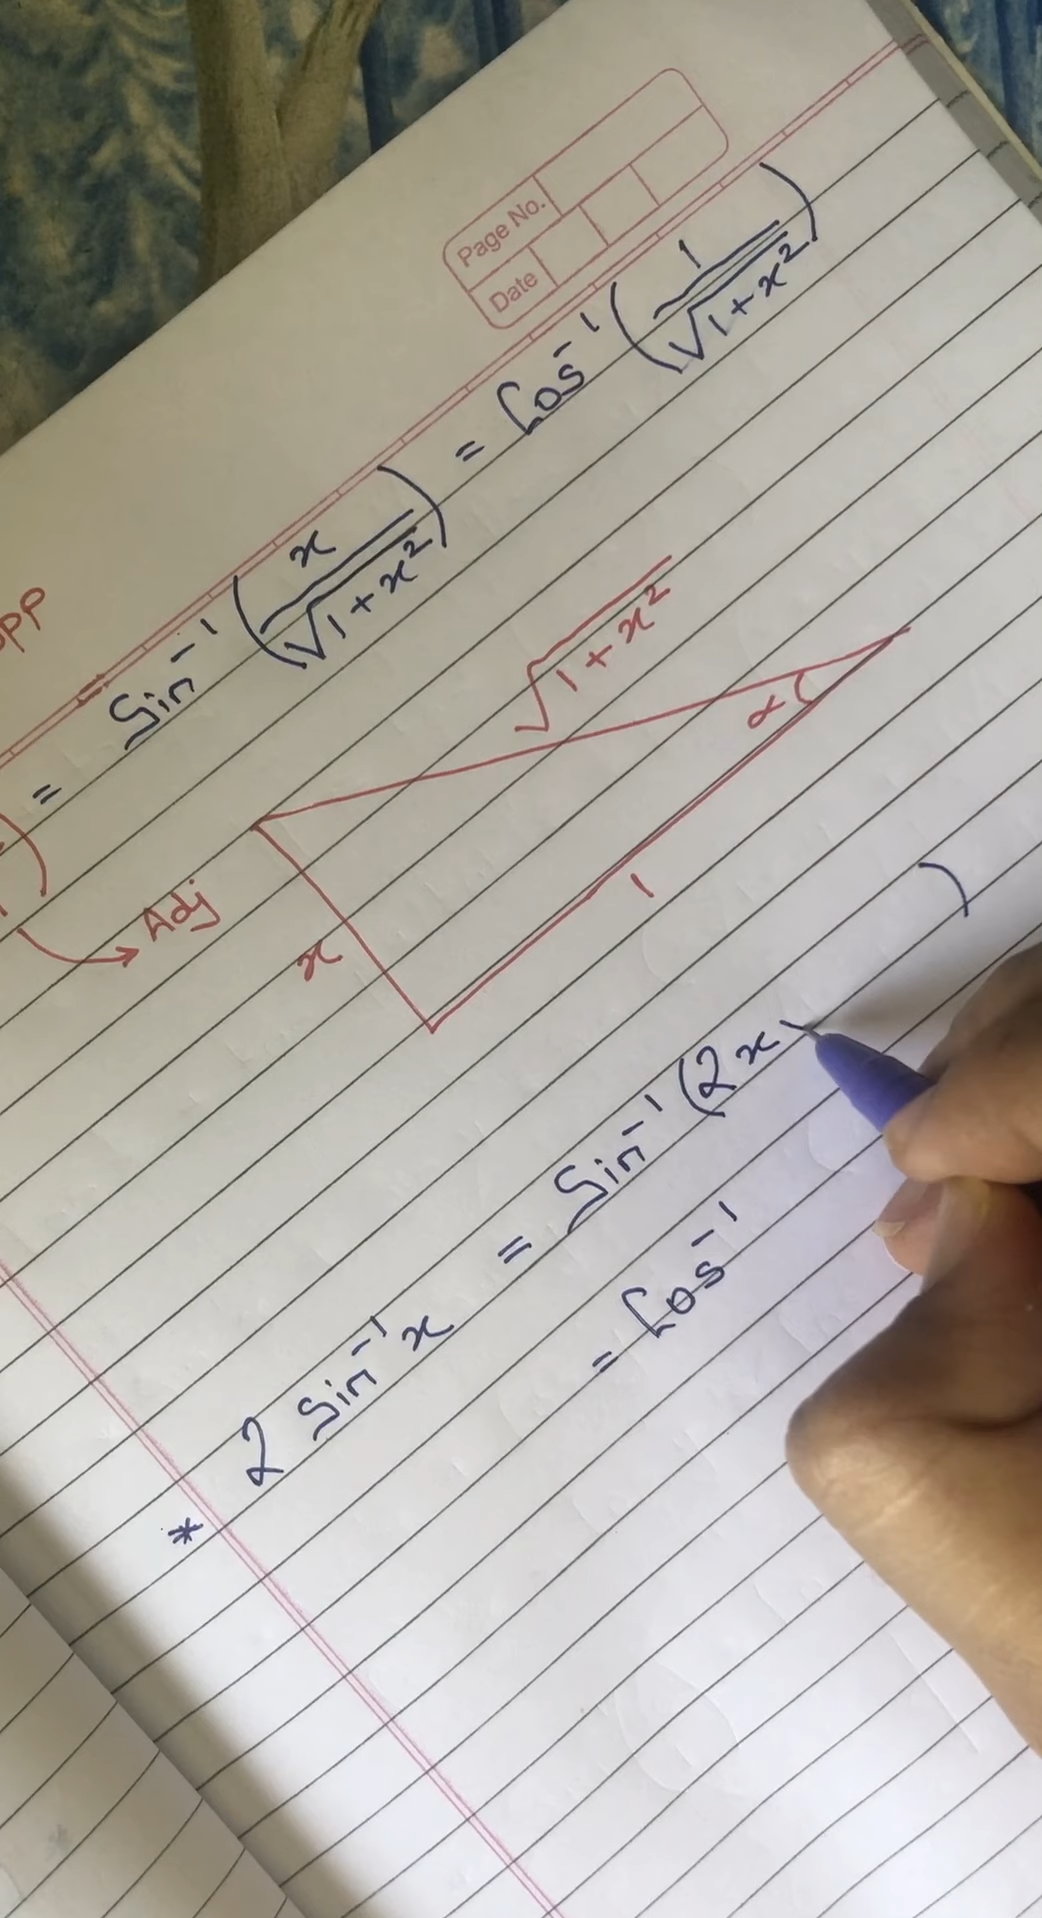 Page No.
Date
= Sin⁻¹(x/√1+x²) = Cos⁻¹(1/√1+x²)
√1+x²
α
Adj
x
1
* 2 Sin⁻¹x = Sin⁻¹(2x )
= Cos⁻¹